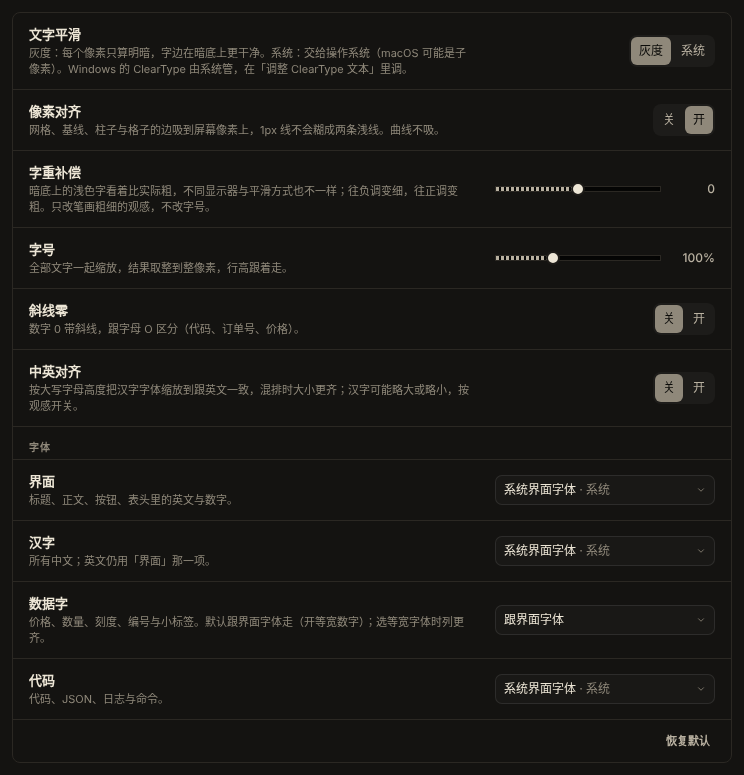 文字平滑
灰度：每个像素只算明暗，字边在暗底上更干净。系统：交给操作系统（macOS 可能是子
像素）。Windows 的 ClearType 由系统管，在「调整 ClearType 文本」里调。
灰度 系统
像素对齐
网格、基线、柱子与格子的边吸到屏幕像素上，1px 线不会糊成两条浅线。曲线不吸。
关 开
字重补偿
暗底上的浅色字看着比实际粗，不同显示器与平滑方式也不一样；往负调变细，往正调变
粗。只改笔画粗细的观感，不改字号。
0
字号
全部文字一起缩放，结果取整到整像素，行高跟着走。
100%
斜线零
数字 0 带斜线，跟字母 O 区分（代码、订单号、价格）。
关 开
中英对齐
按大写字母高度把汉字字体缩放到跟英文一致，混排时大小更齐；汉字可能略大或略小，按
观感开关。
关 开
字体
界面
标题、正文、按钮、表头里的英文与数字。
系统界面字体 · 系统
汉字
所有中文；英文仍用「界面」那一项。
系统界面字体 · 系统
数据字
价格、数量、刻度、编号与小标签。默认跟界面字体走（开等宽数字）；选等宽字体时列更
齐。
跟界面字体
代码
代码、JSON、日志与命令。
系统界面字体 · 系统
恢复默认